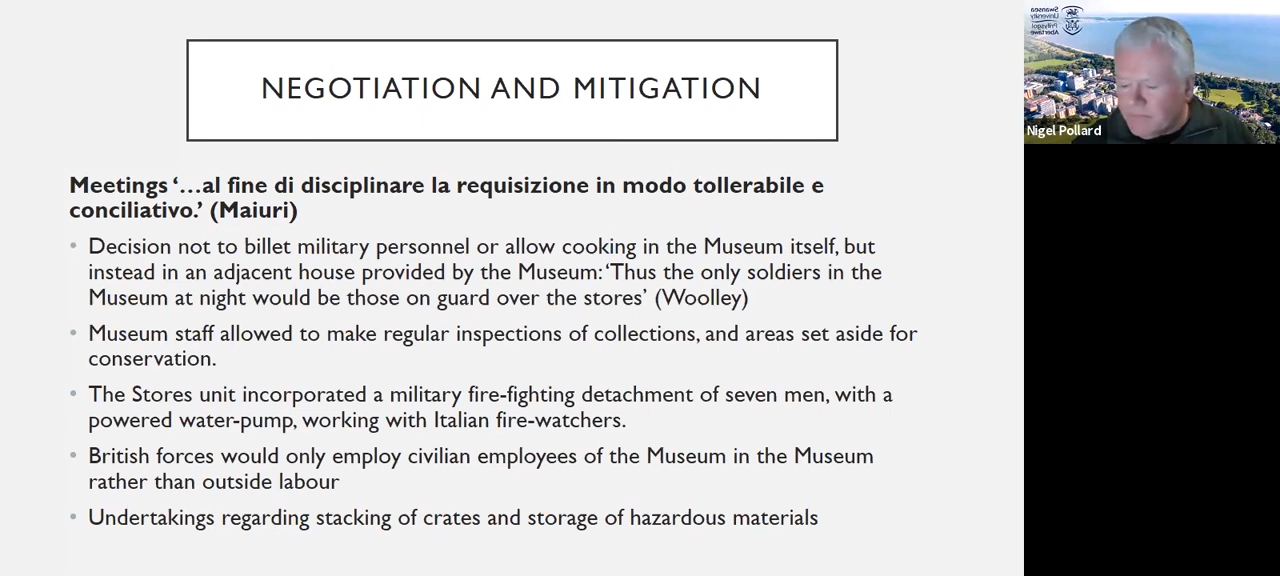 NEGOTIATION AND MITIGATION
Meetings ‘…al fine di disciplinare la requisizione in modo tollerabile e
conciliativo.’ (Maiuri)
• Decision not to billet military personnel or allow cooking in the Museum itself, but
instead in an adjacent house provided by the Museum: ‘Thus the only soldiers in the
Museum at night would be those on guard over the stores’ (Woolley)
• Museum staff allowed to make regular inspections of collections, and areas set aside for
conservation.
• The Stores unit incorporated a military fire-fighting detachment of seven men, with a
powered water-pump, working with Italian fire-watchers.
• British forces would only employ civilian employees of the Museum in the Museum
rather than outside labour
• Undertakings regarding stacking of crates and storage of hazardous materials
Swansea
University
Prifysgol
Abertawe
Nigel Pollard